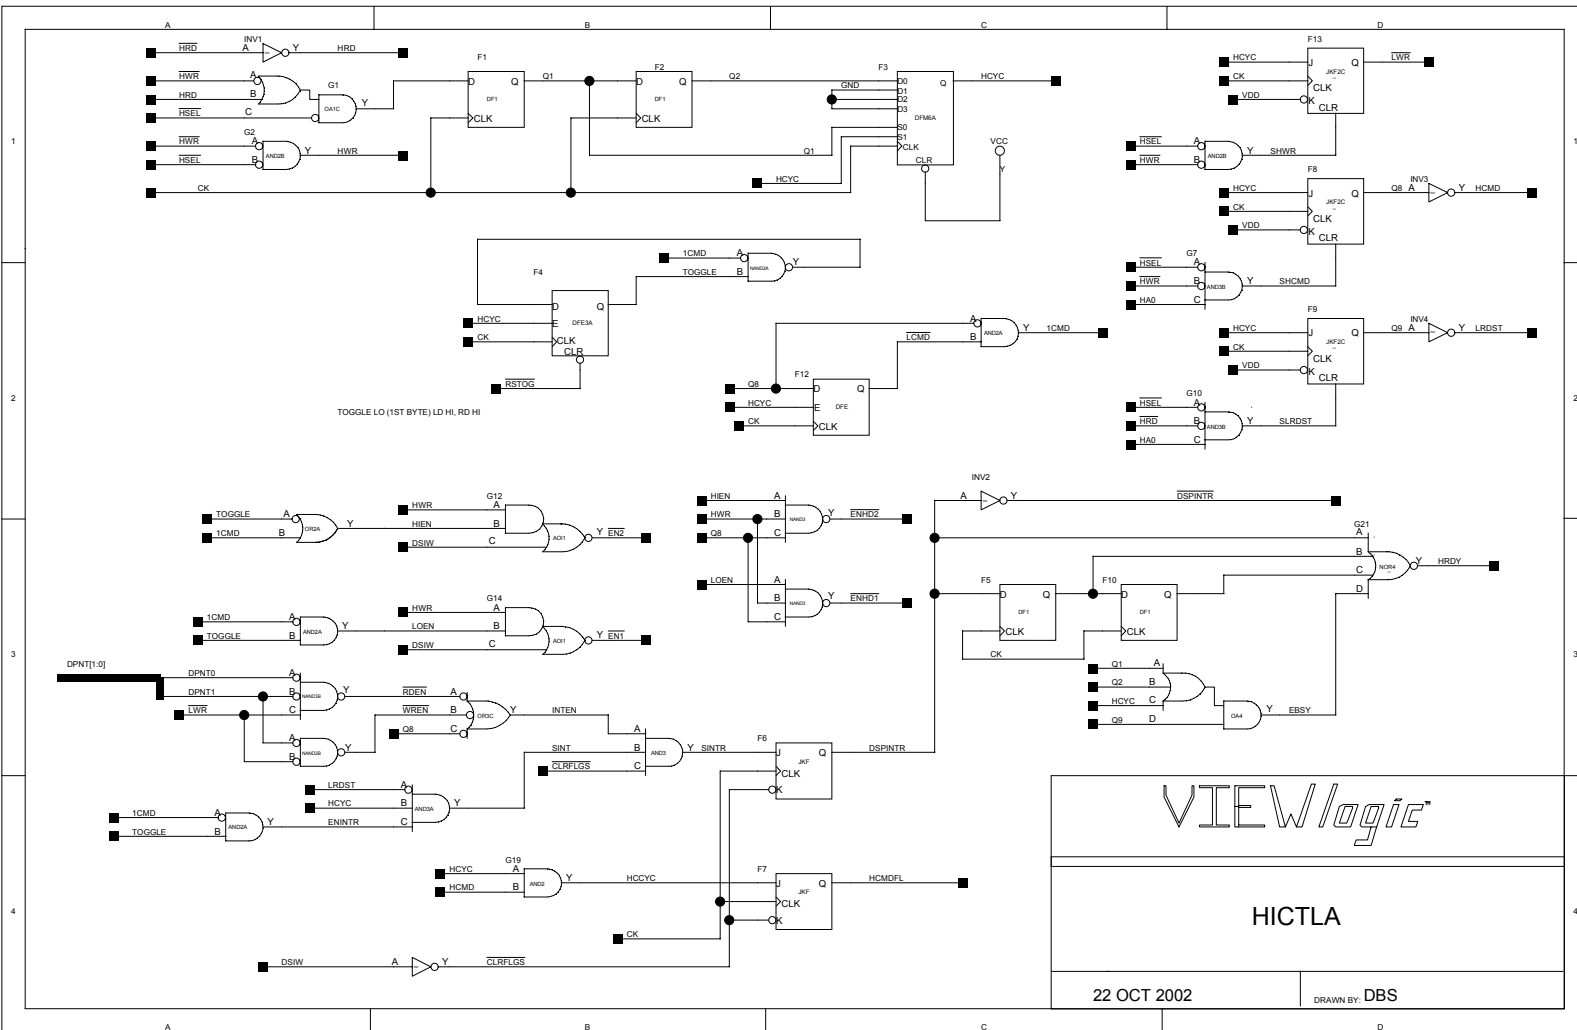 A B C D
HRD A INV1 Y HRD
HWR A
HRD B G1 OA1C Y
HSEL C
HWR A G2 AND2B Y HWR
HSEL B
CK
F1 D Q DF1 CLK
Q1
F2 D Q DF1 CLK
Q2
F3
GND D0 Q HCYC
D1
D2
D3
DFM6A
S0
Q1 S1
CLK
CLR
HCYC
VCC
Y
F13
HCYC J Q LWR
JKF2C
CK CLK
VDD K
CLR
HSEL A AND2B Y SHWR
HWR B
F8
HCYC J Q Q8 A INV3 Y HCMD
JKF2C
CK CLK
VDD K
CLR
G7
HSEL A
HWR B AND3B Y SHCMD
HA0 C
F9
HCYC J Q Q9 A INV4 Y LRDST
JKF2C
CK CLK
VDD K
CLR
G10
HSEL A
HRD B AND3B Y SLRDST
HA0 C
1 1
1CMD A NAND2A Y
TOGGLE B
F4
D Q
HCYC E DFE3A
CK CLK
CLR
RSTOG
TOGGLE LO (1ST BYTE) LD HI, RD HI
A AND2A Y 1CMD
LCMD B
F12
Q8 D Q
HCYC E DFE
CK CLK
2 2
TOGGLE A OR2A Y HIEN
1CMD B
G12
HWR A
B AOI1 Y EN2
DSIW C
HIEN A
HWR B NAND3 Y ENHD2
Q8 C
LOEN A
B NAND3 Y ENHD1
C
INV2
A Y DSPINTR
G21
A
B NOR4 Y HRDY
C
D
F5
D Q
DF1
CLK
F10
D Q
DF1
CLK
CK
1CMD A AND2A Y LOEN
TOGGLE B
G14
HWR A
B AOI1 Y EN1
DSIW C
3 3
Q1 A
Q2 B
HCYC C OA4 Y EBSY
Q9 D
DPNT[1:0]
DPNT0 A
DPNT1 B NAND3B Y RDEN A
LWR C
WREN B OR3C Y INTEN
Q8 C
A NAND2B Y
B
A
SINT B AND3 Y SINTR
CLRFLGS C
F6
J Q DSPINTR
JKF
CLK
K
LRDST A
HCYC B AND3A Y
C
1CMD A AND2A Y ENINTR
TOGGLE B
G19
HCYC A AND2 Y HCCYC
HCMD B
F7
J Q HCMDFL
JKF
CLK
K
CK
DSIW A Y CLRFLGS
4 4
VIEWlogic
HICTLA
22 OCT 2002 DRAWN BY: DBS
A B C D